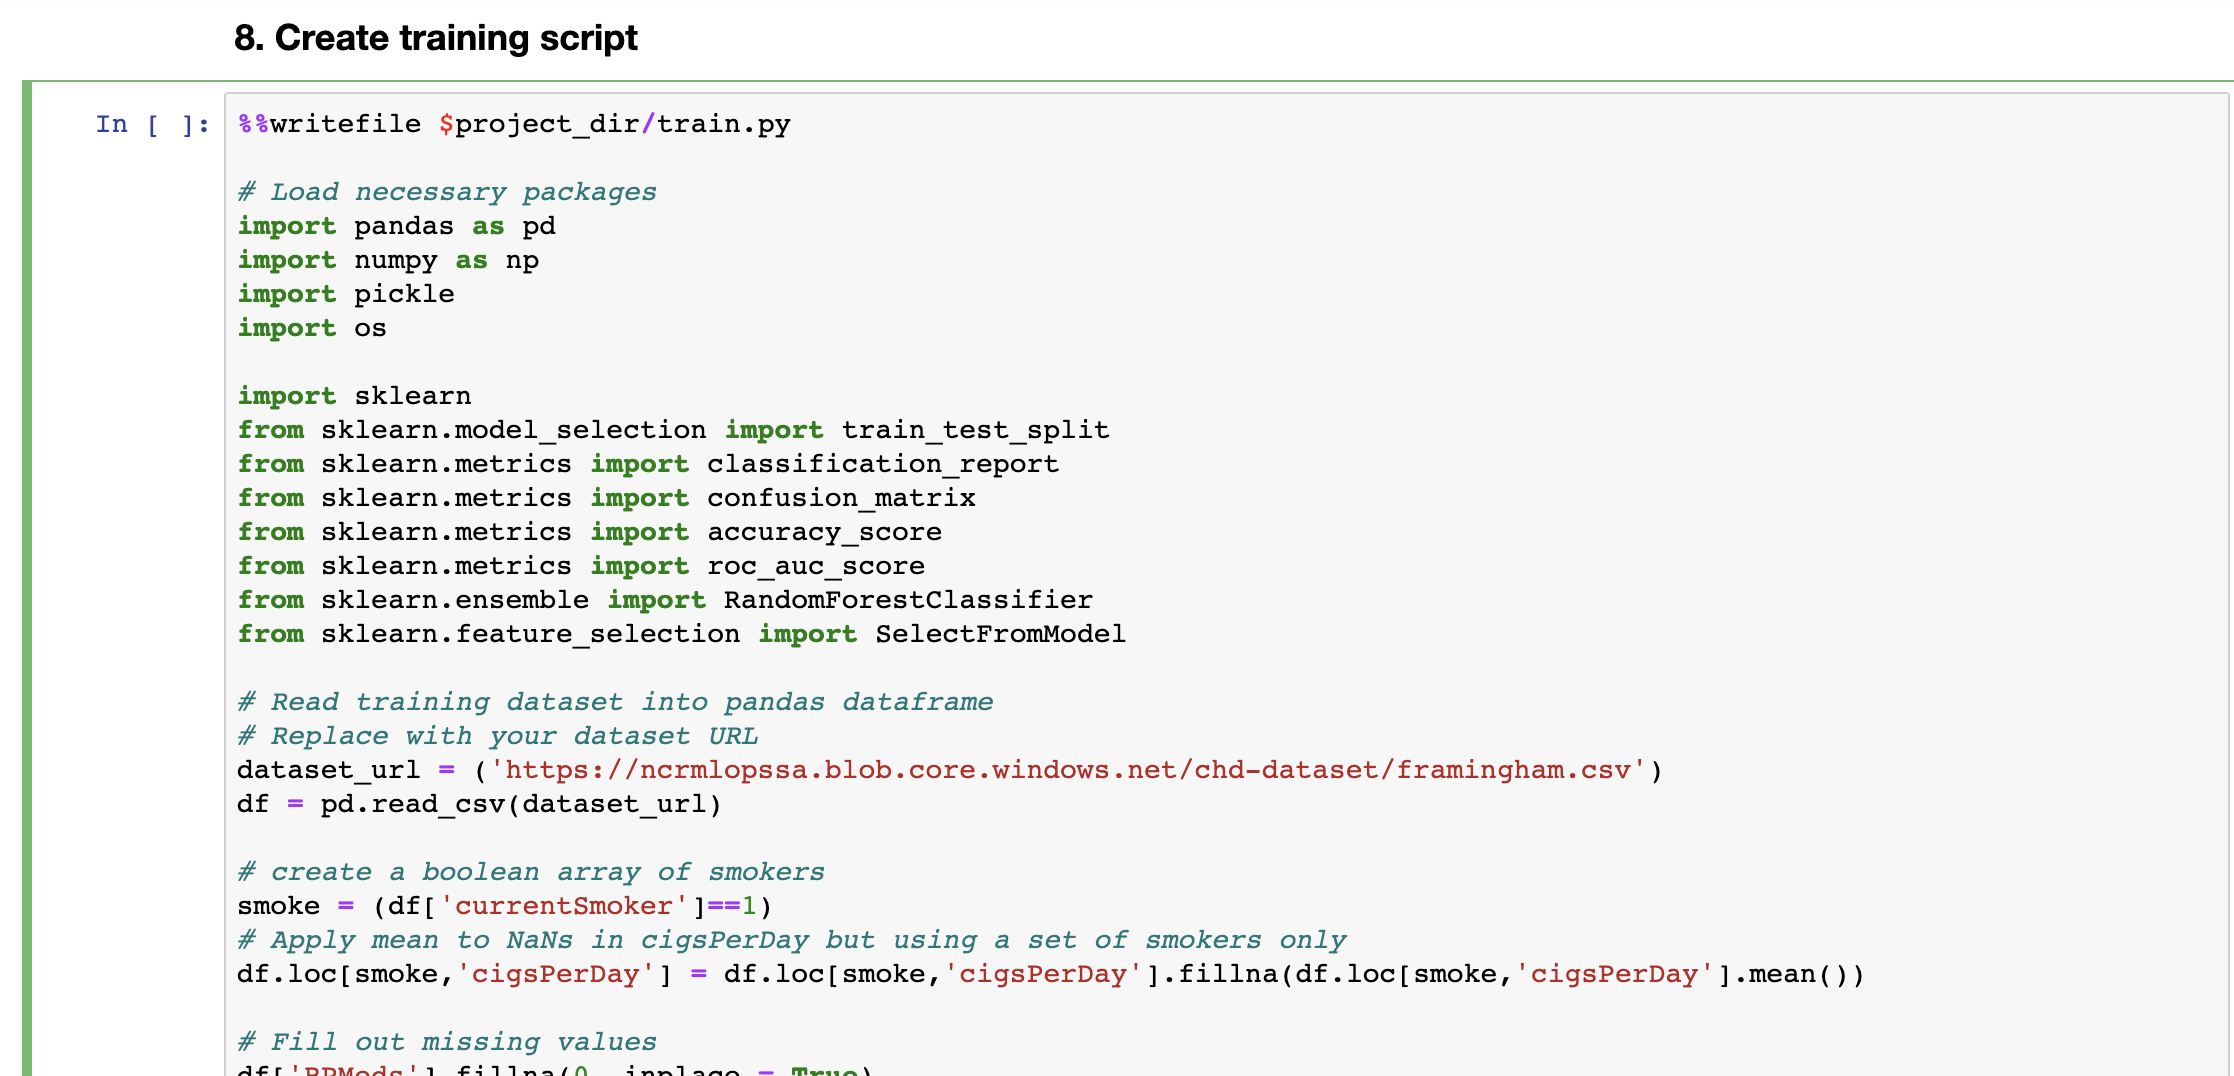 8. Create training script
In [ ]:
%%writefile $project_dir/train.py
# Load necessary packages
import pandas as pd
import numpy as np
import pickle
import os
import sklearn
from sklearn.model_selection import train_test_split
from sklearn.metrics import classification_report
from sklearn.metrics import confusion_matrix
from sklearn.metrics import accuracy_score
from sklearn.metrics import roc_auc_score
from sklearn.ensemble import RandomForestClassifier
from sklearn.feature_selection import SelectFromModel
# Read training dataset into pandas dataframe
# Replace with your dataset URL
dataset_url = ('https://ncrmlopssa.blob.core.windows.net/chd-dataset/framingham.csv')
df = pd.read_csv(dataset_url)
# create a boolean array of smokers
smoke = (df['currentSmoker']==1)
# Apply mean to NaNs in cigsPerDay but using a set of smokers only
df.loc[smoke,'cigsPerDay'] = df.loc[smoke,'cigsPerDay'].fillna(df.loc[smoke,'cigsPerDay'].mean())
# Fill out missing values
df['BPMeds'].fillna(0, inplace = True)